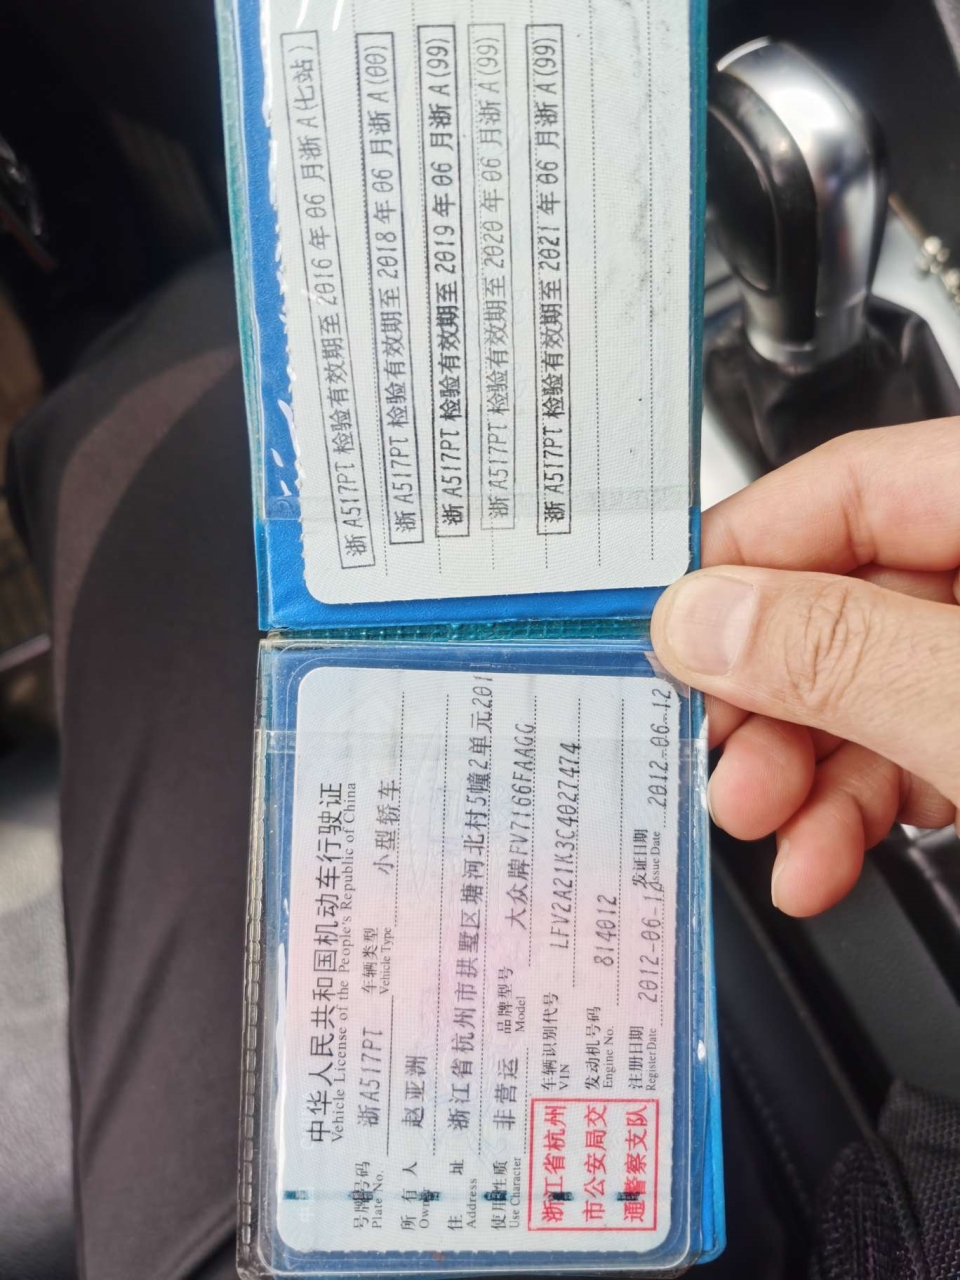 中华人民共和国机动车行驶证
Vehicle License of the People's Republic of China
号牌号码 浙A517PT 车辆类型 小型轿车
Plate No. Vehicle Type
所有人 赵亚洲
Owner
住址 浙江省杭州市拱墅区塘河北村5幢2单元201
Address
使用性质 非营运 品牌型号 大众牌FV7166FAAGG
Use Character Model
浙江省杭州
市公安局交
通警察支队
车辆识别代号 LFV2A21K3C4027474
VIN
发动机号码 814012
Engine No.
注册日期 2012-06-12 发证日期 2012-06-12
Register Date Issue Date
浙A517PT 检验有效期至 2016年06月浙A(七站)
浙A517PT 检验有效期至 2018年06月浙A(00)
浙A517PT 检验有效期至 2019年06月浙A(99)
浙A517PT 检验有效期至 2020年06月浙A(99)
浙A517PT 检验有效期至 2021年06月浙A(99)